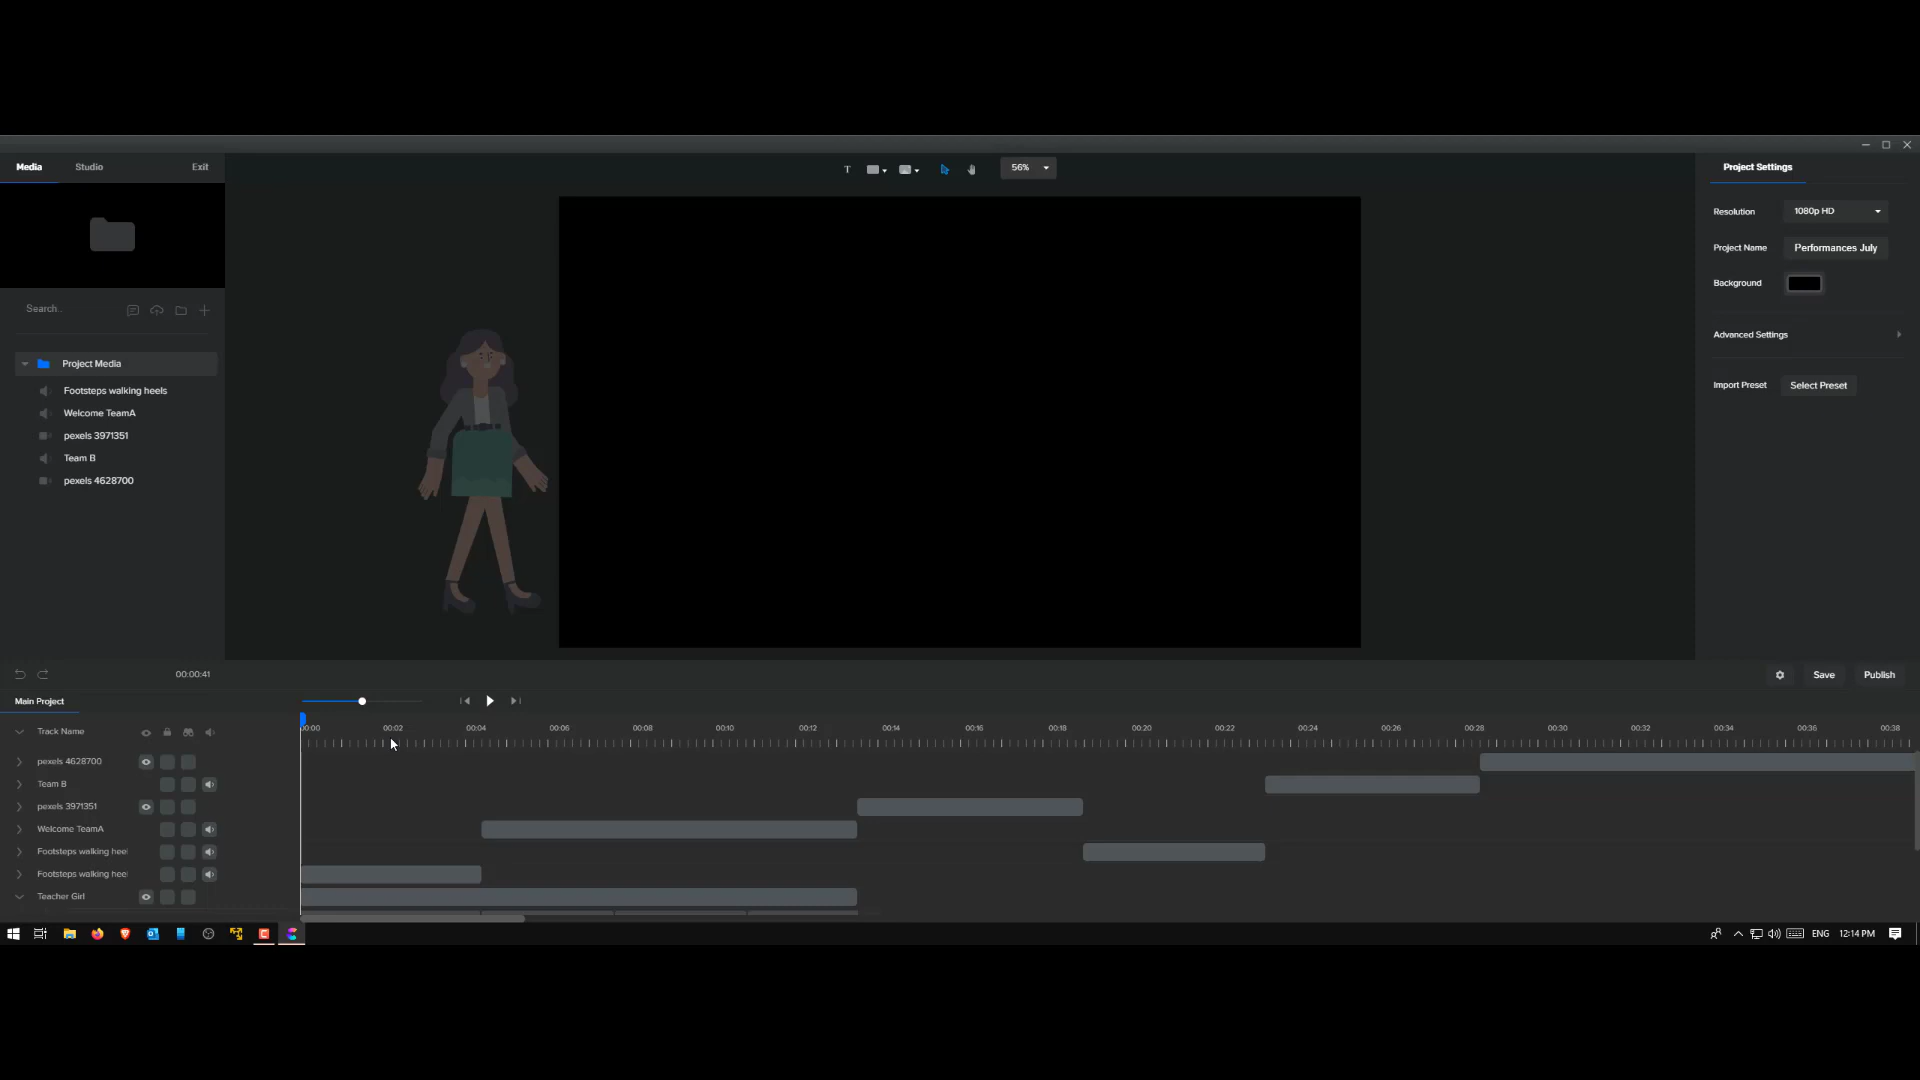 Media Studio Exit
T 56%
Project Settings
Resolution 1080p HD
Project Name Performances July
Background
Advanced Settings
Import Preset Select Preset
Search..
Project Media
Footsteps walking heels
Welcome TeamA
pexels 3971351
Team B
pexels 4628700
00:00:41
Save Publish
Main Project
Track Name
00:00 00:02 00:04 00:06 00:08 00:10 00:12 00:14 00:16 00:18 00:20 00:22 00:24 00:26 00:28 00:30 00:32 00:34 00:36 00:38
pexels 4628700
Team B
pexels 3971351
Welcome TeamA
Footsteps walking heel
Footsteps walking heel
Teacher Girl
ENG 12:14 PM